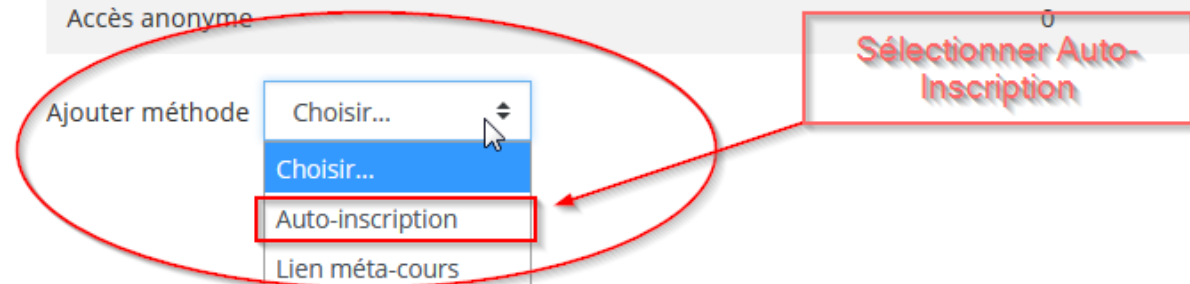 Accès anonyme 0
Sélectionner Auto-
Inscription
Ajouter méthode Choisir...
Choisir...
Auto-inscription
Lien méta-cours